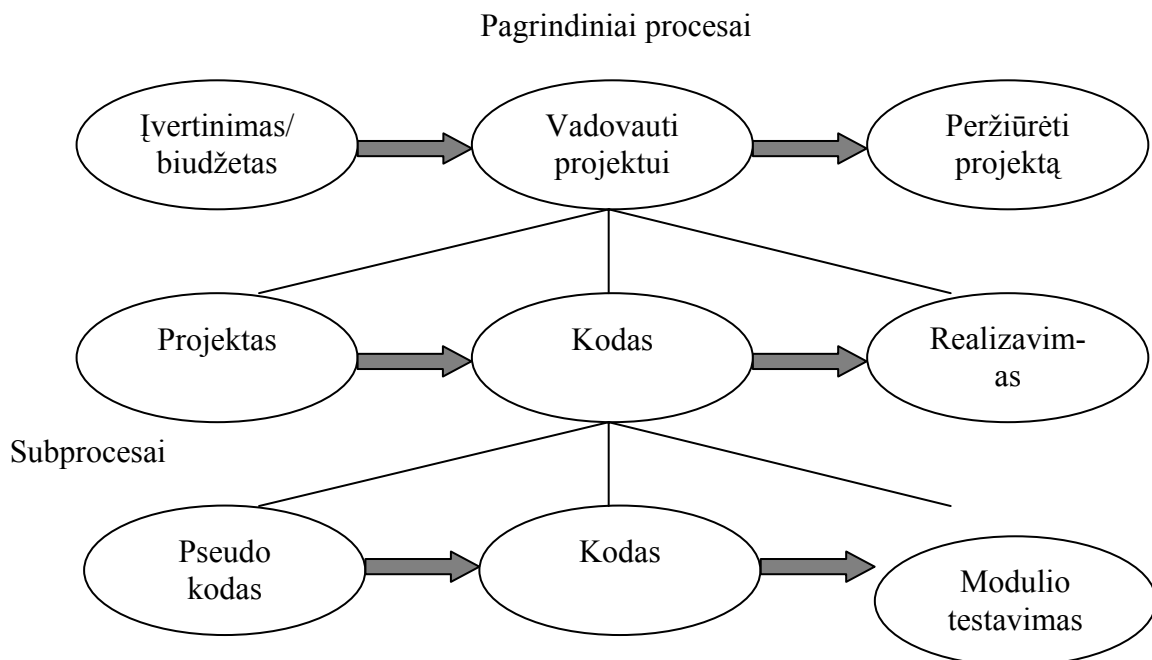 Pagrindiniai procesai
Įvertinimas/
biudžetas
Vadovauti
projektui
Peržiūrėti
projektą
Projektas
Kodas
Realizavim-
as
Subprocesai
Pseudo
kodas
Kodas
Modulio
testavimas